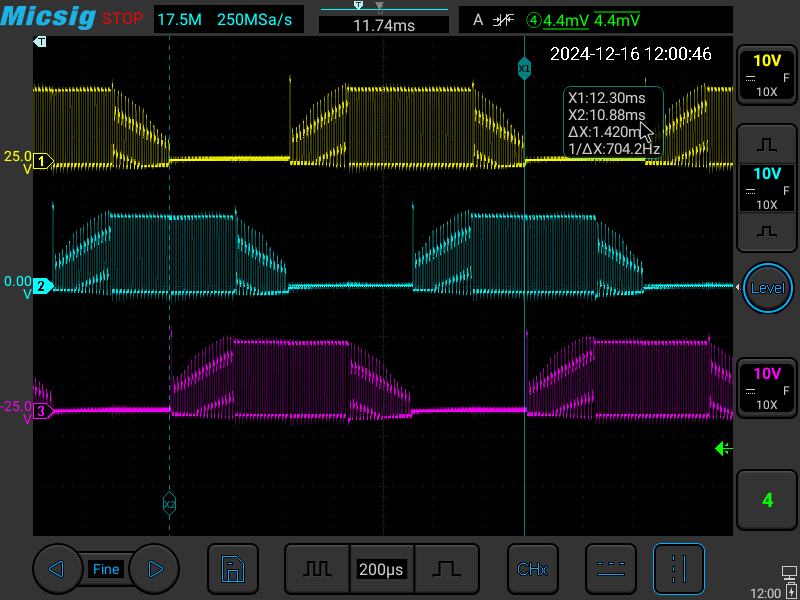 Micsig STOP 17.5M 250MSa/s T 11.74ms A 4 4.4mV 4.4mV
T
2024-12-16 12:00:46
X1
X1:12.30ms
X2:10.88ms
ΔX:1.420m
1/ΔX:704.2Hz
25.0
V
1
0.00
V
2
-25.0
V
3
X2
10V
F
10X
10V
F
10X
Level
10V
F
10X
4
Fine
200µs
CHx
12:00